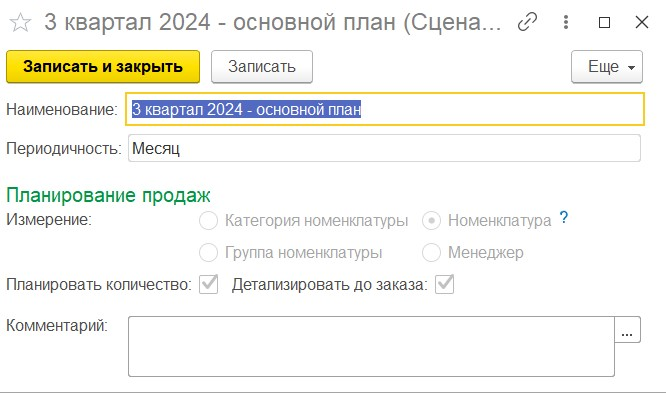 3 квартал 2024 - основной план (Сцена...
Записать и закрыть Записать Еще
Наименование: 3 квартал 2024 - основной план
Периодичность: Месяц
Планирование продаж
Измерение: Категория номенклатуры Номенклатура ?
Группа номенклатуры Менеджер
Планировать количество: Детализировать до заказа:
Комментарий: ...